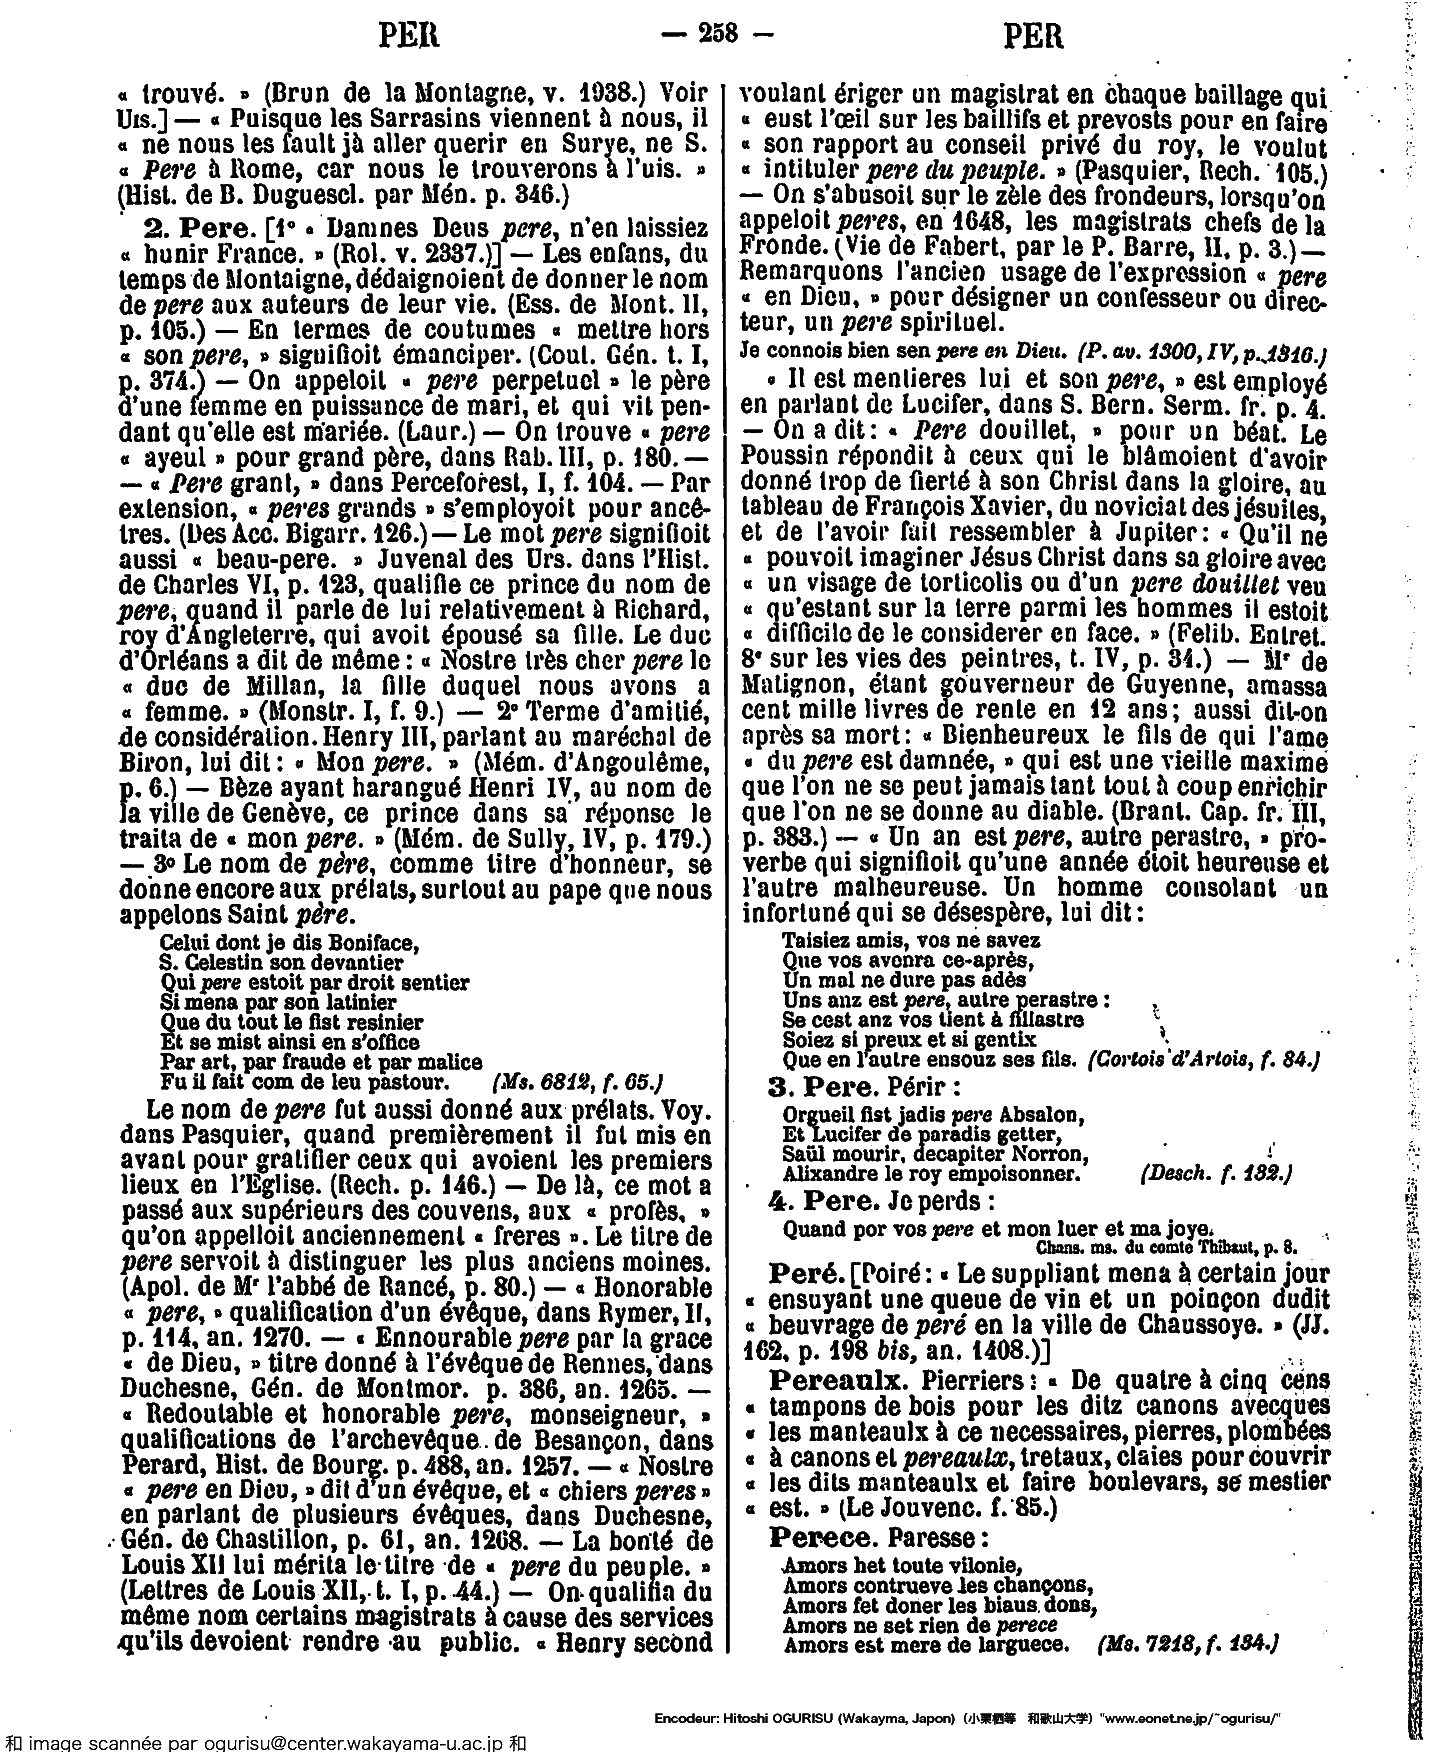 PER — 258 — PER
« trouvé. » (Brun de la Montagne, v. 1938.) Voir
UIS.] — « Puisque les Sarrasins viennent à nous, il
« ne nous les fault jà aller querir en Surye, ne S.
« Pere à Rome, car nous le trouverons à l'uis. »
(Hist. de B. Duguescl. par Mén. p. 346.)
2. Pere. [1° « Damnes Deus pere, n'en laissiez
« hunir France. » (Rol. v. 2337.)] — Les enfans, du
temps de Montaigne, dédaignoient de donner le nom
de pere aux auteurs de leur vie. (Ess. de Mont. II,
p. 105.) — En termes de coutumes « mettre hors
« son pere, » signifioit émanciper. (Cout. Gén. t. I,
p. 374.) — On appeloit « pere perpetuel » le père
d'une femme en puissance de mari, et qui vit pen-
dant qu'elle est mariée. (Laur.) — On trouve « pere
« ayeul » pour grand père, dans Rab. III, p. 180. —
— « Pere grant, » dans Perceforest, I, f. 104. — Par
extension, « peres grands » s'employoit pour ancê-
tres. (Des Acc. Bigarr. 126.) — Le mot pere signifioit
aussi « beau-pere. » Juvenal des Urs. dans l'Hist.
de Charles VI, p. 123, qualifie ce prince du nom de
pere, quand il parle de lui relativement à Richard,
roy d'Angleterre, qui avoit épousé sa fille. Le duc
d'Orléans a dit de même : « Nostre très cher pere le
« duc de Millan, la fille duquel nous avons a
« femme. » (Monstr. I, f. 9.) — 2° Terme d'amitié,
de considération. Henry III, parlant au maréchal de
Biron, lui dit : « Mon pere. » (Mém. d'Angoulême,
p. 6.) — Bèze ayant harangué Henri IV, au nom de
la ville de Genève, ce prince dans sa réponse le
traita de « mon pere. » (Mém. de Sully, IV, p. 179.)
— 3° Le nom de père, comme titre d'honneur, se
donne encore aux prélats, surtout au pape que nous
appelons Saint père.
Celui dont je dis Boniface,
S. Celestin son devantier
Qui pere estoit par droit sentier
Si mena par son latinier
Que du tout le fist resinier
Et se mist ainsi en s'office
Par art, par fraude et par malice
Fu il fait com de leu pastour. (Ms. 6812, f. 65.)
Le nom de pere fut aussi donné aux prélats. Voy.
dans Pasquier, quand premièrement il fut mis en
avant pour gratifier ceux qui avoient les premiers
lieux en l'Eglise. (Rech. p. 146.) — De là, ce mot a
passé aux supérieurs des couvens, aux « profès, »
qu'on appelloit anciennement « freres ». Le titre de
pere servoit à distinguer les plus anciens moines.
(Apol. de Mr l'abbé de Rancé, p. 80.) — « Honorable
« pere, » qualification d'un évêque, dans Rymer, II,
p. 114, an. 1270. — « Ennourable pere par la grace
« de Dieu, » titre donné à l'évêque de Rennes, dans
Duchesne, Gén. de Montmor. p. 386, an. 1265. —
« Redoutable et honorable pere, monseigneur, »
qualifications de l'archevêque de Besançon, dans
Perard, Hist. de Bourg. p. 488, an. 1257. — « Nostre
« pere en Dieu, » dit d'un évêque, et « chiers peres »
en parlant de plusieurs évêques, dans Duchesne,
Gén. de Chastillon, p. 61, an. 1268. — La bonté de
Louis XII lui mérita le titre de « pere du peuple. »
(Lettres de Louis XII, t. I, p. 44.) — On qualifia du
même nom certains magistrats à cause des services
qu'ils devoient rendre au public. « Henry second
voulant ériger un magistrat en chaque baillage qui
« eust l'œil sur les baillifs et prevosts pour en faire
« son rapport au conseil privé du roy, le voulut
« intituler pere du peuple. » (Pasquier, Rech. 105.)
— On s'abusoit sur le zèle des frondeurs, lorsqu'on
appeloit peres, en 1648, les magistrats chefs de la
Fronde. (Vie de Fabert, par le P. Barre, II, p. 3.) —
Remarquons l'ancien usage de l'expression « pere
« en Dieu, » pour désigner un confesseur ou direc-
teur, un pere spirituel.
Je connois bien sen pere en Dieu. (P. av. 1300, IV, p. 1316.)
« Il est mentieres lui et son pere, » est employé
en parlant de Lucifer, dans S. Bern. Serm. fr. p. 4.
— On a dit : « Pere douillet, » pour un béat. Le
Poussin répondit à ceux qui le blâmoient d'avoir
donné trop de fierté à son Christ dans la gloire, au
tableau de François Xavier, du noviciat des jésuites,
et de l'avoir fait ressembler à Jupiter : « Qu'il ne
« pouvoit imaginer Jésus Christ dans sa gloire avec
« un visage de torticolis ou d'un pere douillet veu
« qu'estant sur la terre parmi les hommes il estoit
« difficile de le considerer en face. » (Felib. Entret.
8e sur les vies des peintres, t. IV, p. 34.) — Mr de
Matignon, étant gouverneur de Guyenne, amassa
cent mille livres de rente en 12 ans ; aussi dit-on
après sa mort : « Bienheureux le fils de qui l'ame
« du pere est damnée, » qui est une vieille maxime
que l'on ne se peut jamais tant tout à coup enrichir
que l'on ne se donne au diable. (Brant. Cap. fr. III,
p. 383.) — « Un an est pere, autre perastre, » pro-
verbe qui signifioit qu'une année étoit heureuse et
l'autre malheureuse. Un homme consolant un
infortuné qui se désespère, lui dit :
Taisiez amis, vos ne savez
Que vos avonra ce-après,
Un mal ne dure pas adès
Uns anz est pere, autre perastre :
Se cest anz vos tient à fillastre
Soiez si preux et si gentix
Que en l'autre ensouz ses fils. (Cortois d'Artois, f. 84.)
3. Pere. Périr :
Orgueil fist jadis pere Absalon,
Et Lucifer de paradis getter,
Saül mourir, decapiter Norron,
Alixandre le roy empoisonner. (Desch. f. 132.)
4. Pere. Je perds :
Quand por vos pere et mon luer et ma joye.
Chans. ms. du comte Thibaut, p. 8.
Peré. [Poiré : « Le suppliant mena à certain jour
« ensuyant une queue de vin et un poinçon dudit
« beuvrage de peré en la ville de Chaussoye. » (JJ.
162, p. 198 bis, an. 1408.)]
Pereaulx. Pierriers : « De quatre à cinq cens
« tampons de bois pour les ditz canons avecques
« les manteaulx à ce necessaires, pierres, plombées
« à canons et pereaulx, tretaux, claies pour couvrir
« les dits manteaulx et faire boulevars, se mestier
« est. » (Le Jouvenc. f. 85.)
Perece. Paresse :
Amors het toute vilonie,
Amors contrueve les chançons,
Amors fet doner les biaus dons,
Amors ne set rien de perece
Amors est mere de larguece. (Ms. 7218, f. 134.)
Encodeur: Hitoshi OGURISU (Wakayma, Japon) (小栗栖等 和歌山大学) "www.eonet.ne.jp/~ogurisu/"
和 image scannée par ogurisu@center.wakayama-u.ac.jp 和